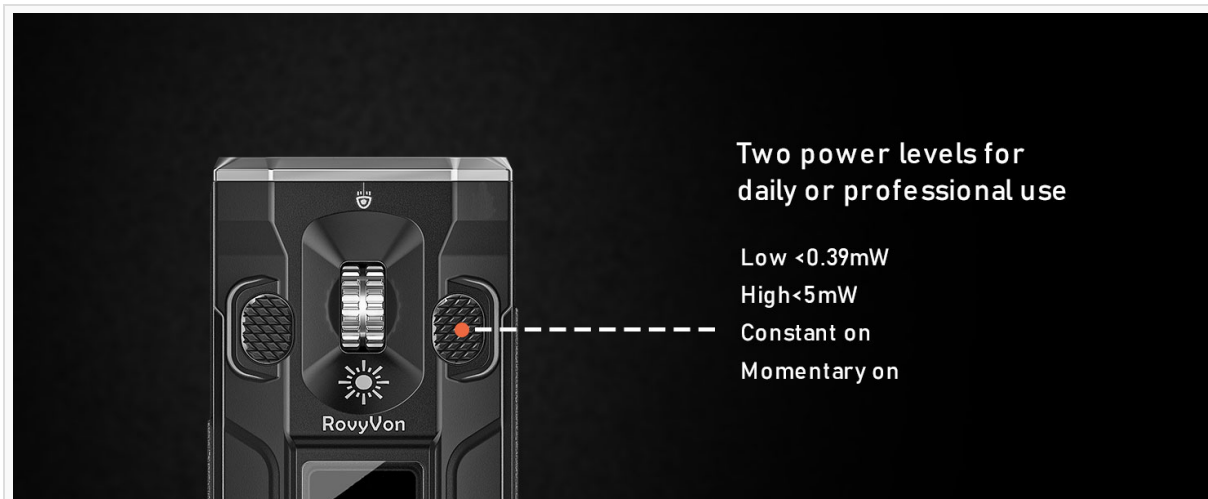 Two power levels for
daily or professional use
Low <0.39mW
High<5mW
Constant on
Momentary on
RovyVon